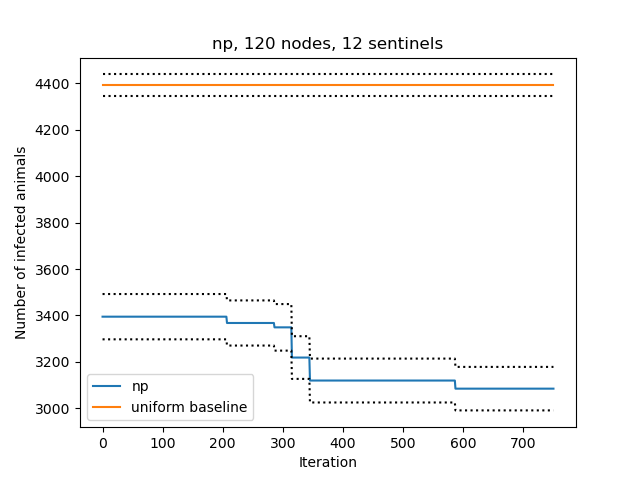 np, 120 nodes, 12 sentinels
Number of infected animals
4400
4200
4000
3800
3600
3400
3200
3000
np
uniform baseline
0 100 200 300 400 500 600 700
Iteration